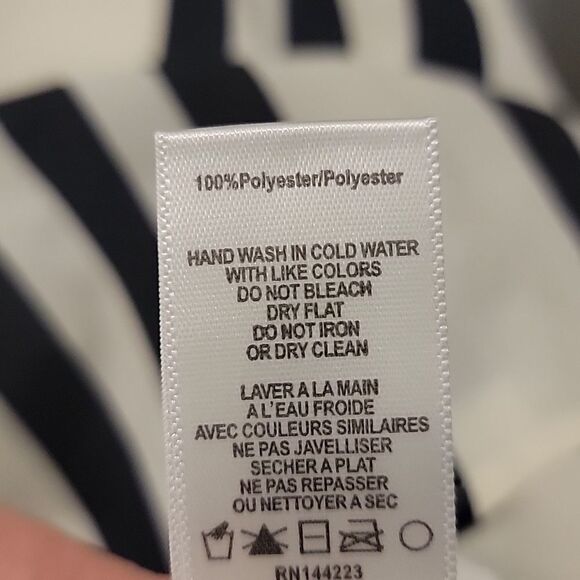 100%Polyester/Polyester
HAND WASH IN COLD WATER
WITH LIKE COLORS
DO NOT BLEACH
DRY FLAT
DO NOT IRON
OR DRY CLEAN
LAVER A LA MAIN
A L'EAU FROIDE
AVEC COULEURS SIMILAIRES
NE PAS JAVELLISER
SECHER A PLAT
NE PAS REPASSER
OU NETTOYER A SEC
RN144223